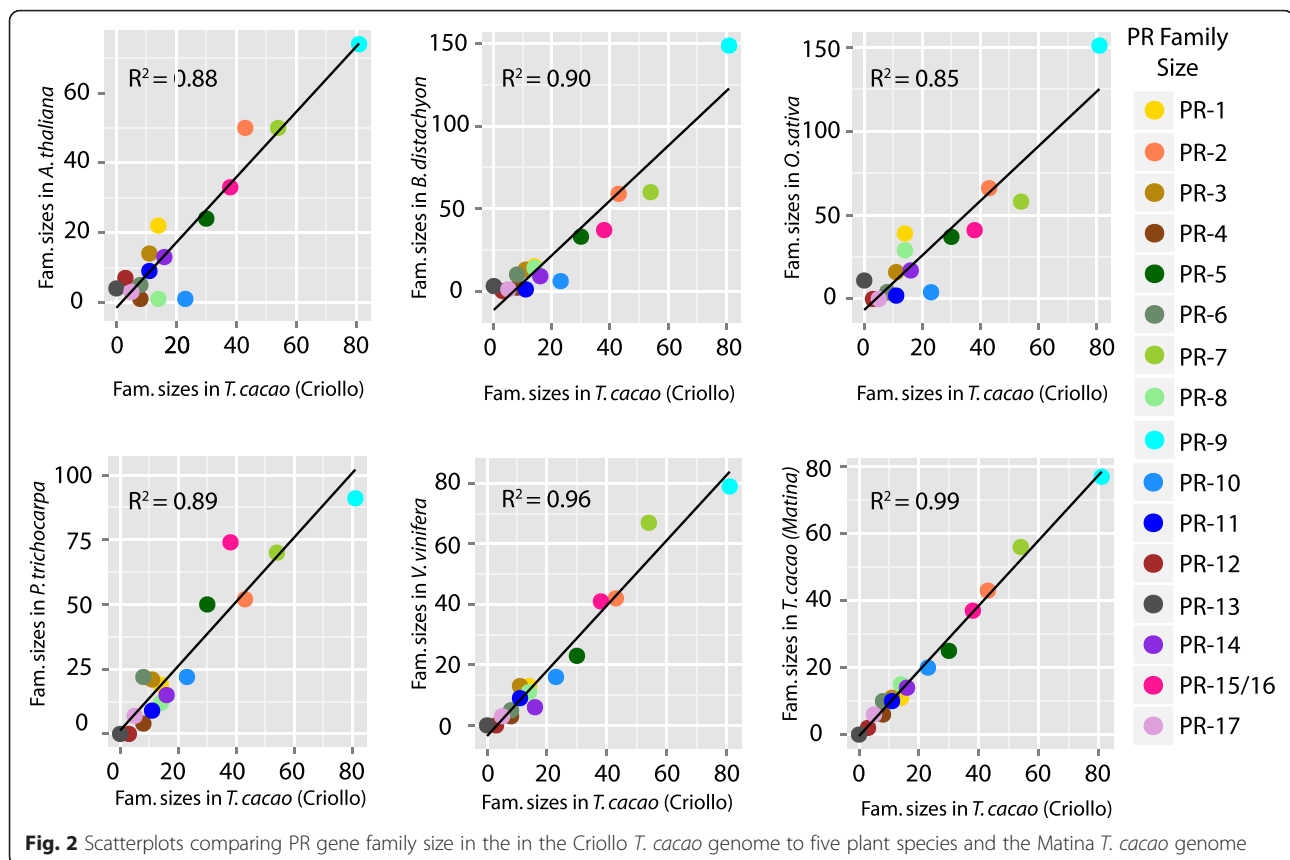 R² = 0.88
Fam. sizes in A. thaliana
60
40
20
0
0 20 40 60 80
Fam. sizes in T. cacao (Criollo)
R² = 0.90
Fam. sizes in B. distachyon
150
100
50
0
0 20 40 60 80
Fam. sizes in T. cacao (Criollo)
R² = 0.85
Fam. sizes in O. sativa
150
100
50
0
0 20 40 60 80
Fam. sizes in T. cacao (Criollo)
R² = 0.89
Fam. sizes in P. trichocarpa
100
75
50
25
0
0 20 40 60 80
Fam. sizes in T. cacao (Criollo)
R² = 0.96
Fam. sizes in V. vinifera
80
60
40
20
0
0 20 40 60 80
Fam. sizes in T. cacao (Criollo)
R² = 0.99
Fam. sizes in T. cacao (Matina)
80
60
40
20
0
0 20 40 60 80
Fam. sizes in T. cacao (Criollo)
PR Family
Size
PR-1
PR-2
PR-3
PR-4
PR-5
PR-6
PR-7
PR-8
PR-9
PR-10
PR-11
PR-12
PR-13
PR-14
PR-15/16
PR-17
Fig. 2 Scatterplots comparing PR gene family size in the in the Criollo T. cacao genome to five plant species and the Matina T. cacao genome